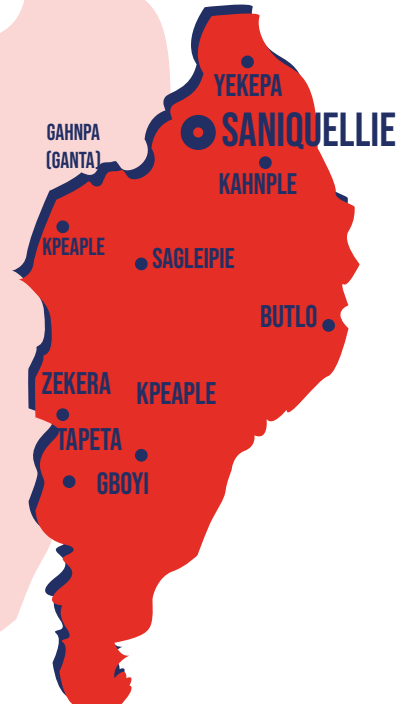 YEKEPA
SANIQUELLIE
GAHNPA
(GANTA)
KAHNPLE
KPEAPLE
SAGLEIPIE
BUTLO
ZEKERA
KPEAPLE
TAPETA
GBOYI